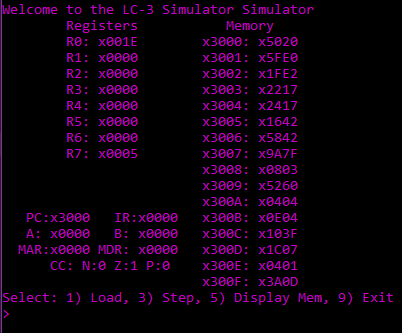 Welcome to the LC-3 Simulator Simulator
Registers Memory
R0: x001E x3000: x5020
R1: x0000 x3001: x5FE0
R2: x0000 x3002: x1FE2
R3: x0000 x3003: x2217
R4: x0000 x3004: x2417
R5: x0000 x3005: x1642
R6: x0000 x3006: x5842
R7: x0005 x3007: x9A7F
x3008: x0803
x3009: x5260
x300A: x0404
PC:x3000 IR:x0000 x300B: x0E04
A: x0000 B: x0000 x300C: x103F
MAR:x0000 MDR: x0000 x300D: x1C07
CC: N:0 Z:1 P:0 x300E: x0401
x300F: x3A0D
Select: 1) Load, 3) Step, 5) Display Mem, 9) Exit
>